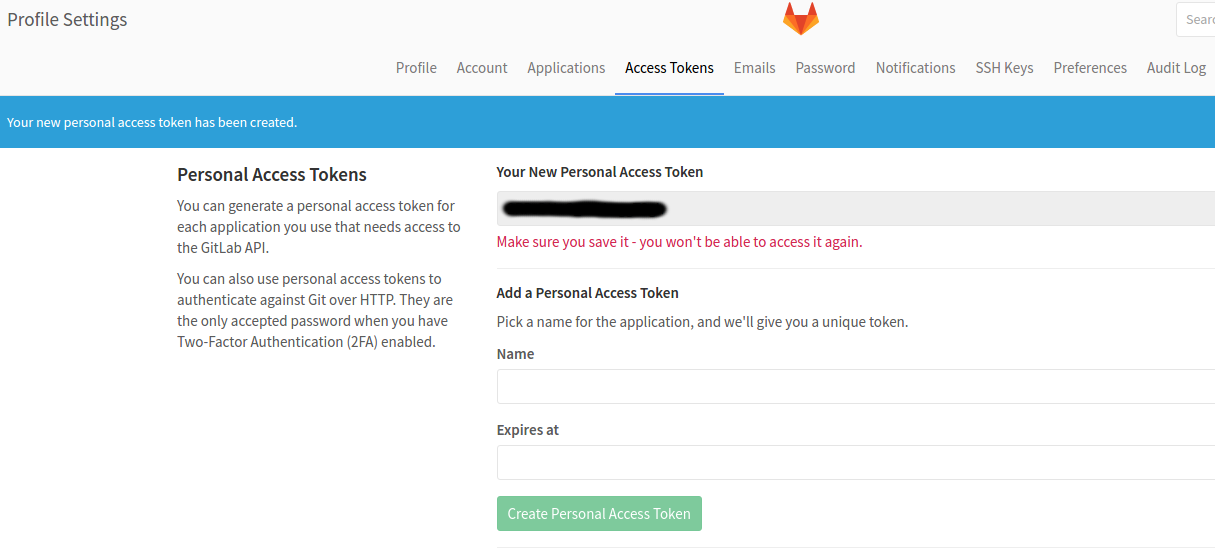 Profile Settings
Sear
Profile Account Applications Access Tokens Emails Password Notifications SSH Keys Preferences Audit Log
Your new personal access token has been created.
Personal Access Tokens
You can generate a personal access token for
each application you use that needs access to
the GitLab API.
You can also use personal access tokens to
authenticate against Git over HTTP. They are
the only accepted password when you have
Two-Factor Authentication (2FA) enabled.
Your New Personal Access Token
Make sure you save it - you won't be able to access it again.
Add a Personal Access Token
Pick a name for the application, and we'll give you a unique token.
Name
Expires at
Create Personal Access Token